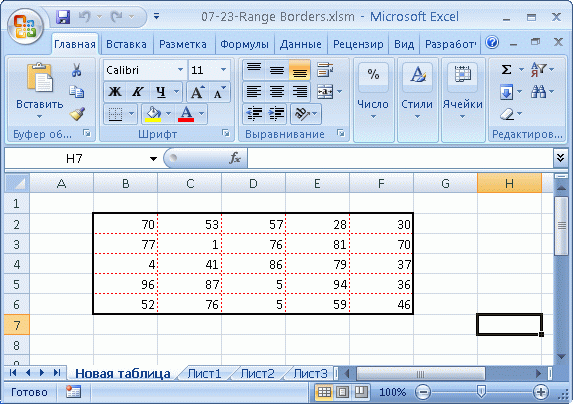 07-23-Range Borders.xlsm - Microsoft Excel
Главная Вставка Разметка Формулы Данные Рецензир Вид Разработ
Calibri 11
Ж К Ч А А
Вставить
Число Стили Ячейки
Буфер об... Шрифт Выравнивание Редактиров...
H7 fx
A B C D E F G H
1
2 70 53 57 28 30
3 77 1 76 81 70
4 4 41 86 79 37
5 96 87 5 94 36
6 52 76 5 59 46
7
8
Новая таблица Лист1 Лист2 Лист3
Готово 100%